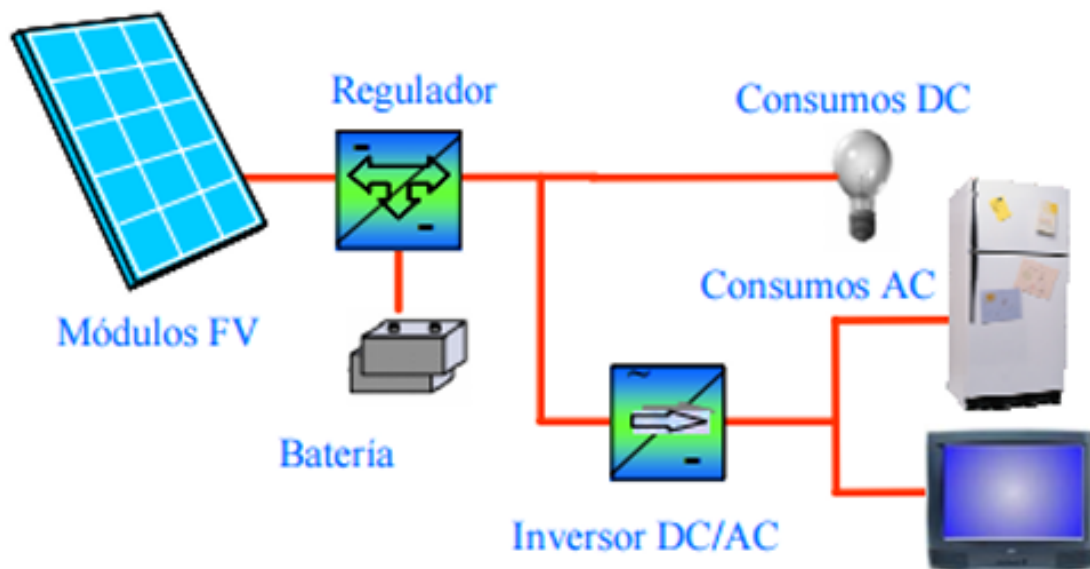 Regulador
Consumos DC
Consumos AC
Módulos FV
Batería
Inversor DC/AC